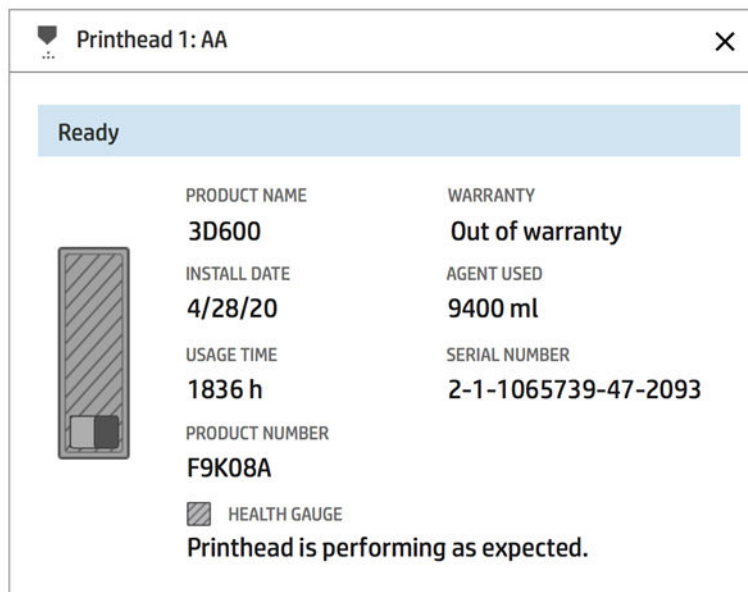 Printhead 1: AA
Ready
PRODUCT NAME
3D600
WARRANTY
Out of warranty
INSTALL DATE
4/28/20
AGENT USED
9400 ml
USAGE TIME
1836 h
SERIAL NUMBER
2-1-1065739-47-2093
PRODUCT NUMBER
F9K08A
HEALTH GAUGE
Printhead is performing as expected.